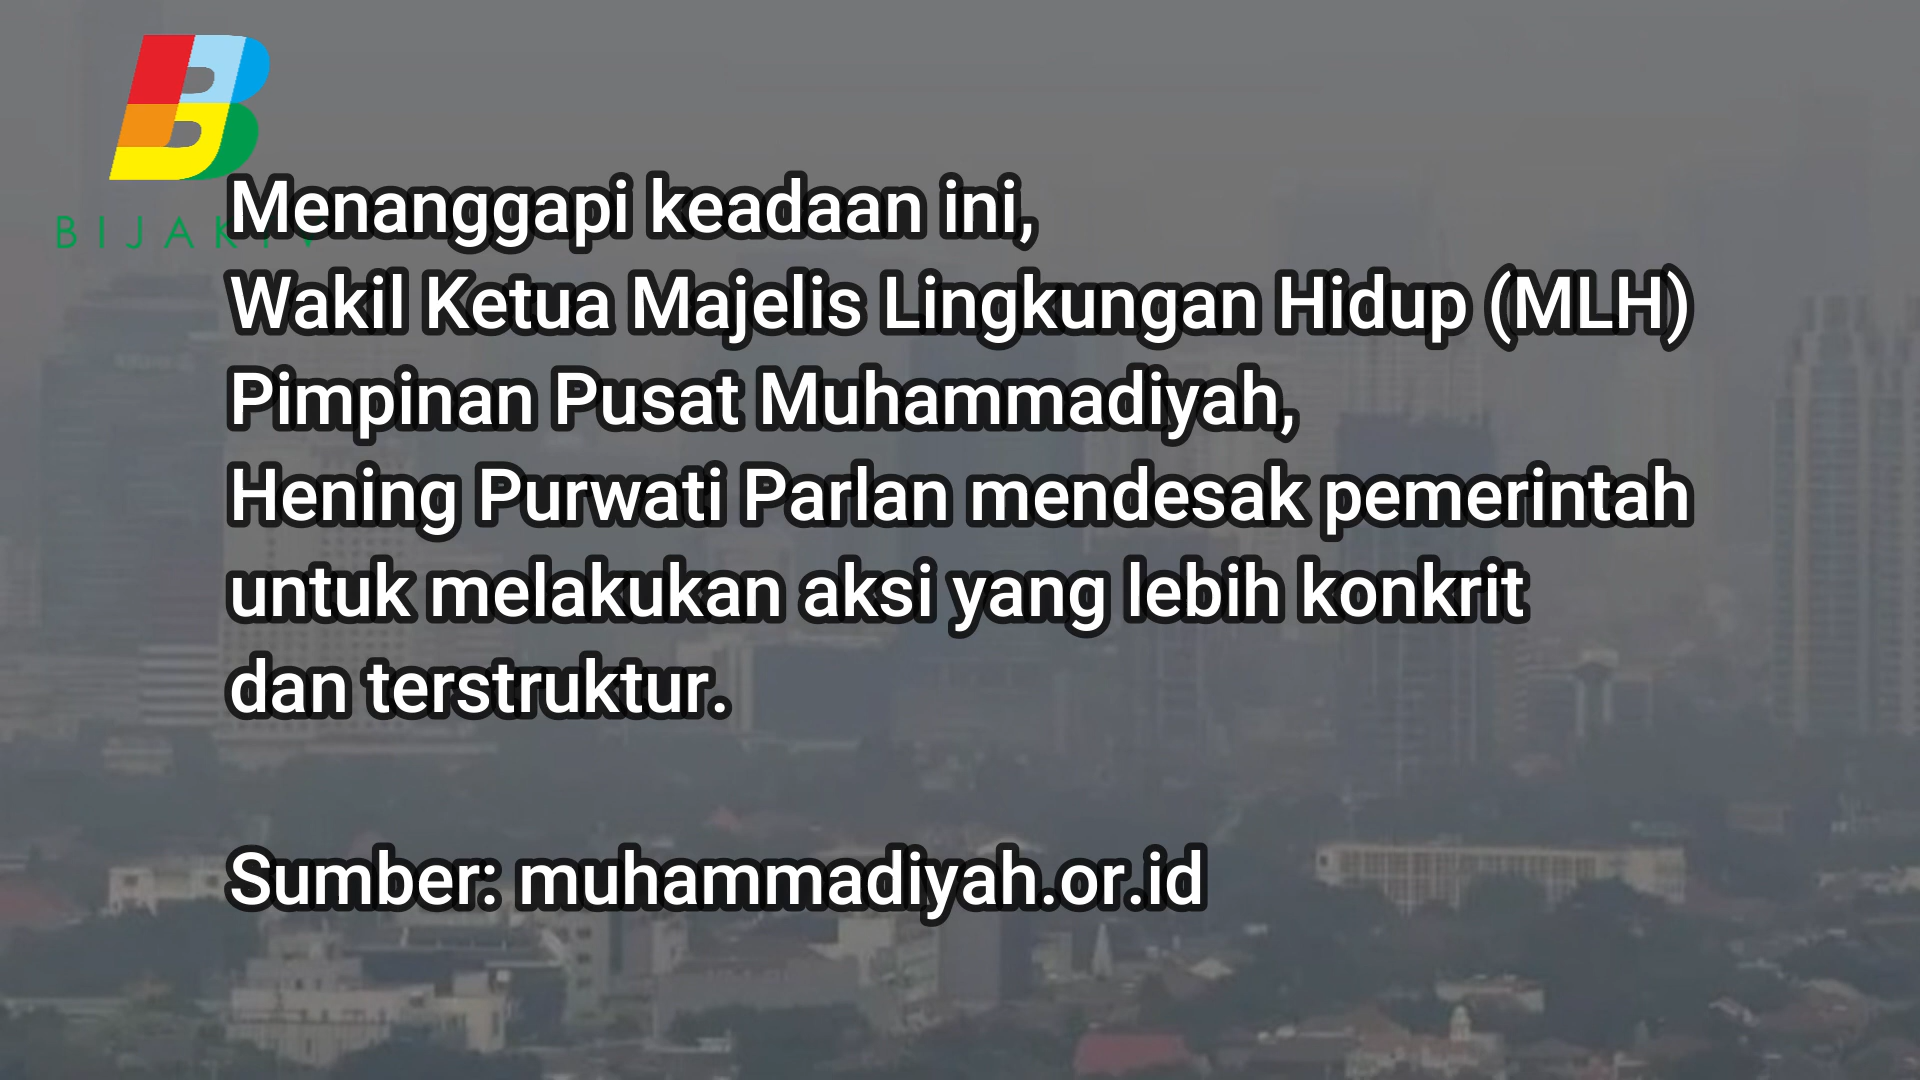 BIJAK
Menanggapi keadaan ini,
Wakil Ketua Majelis Lingkungan Hidup (MLH)
Pimpinan Pusat Muhammadiyah,
Hening Purwati Parlan mendesak pemerintah
untuk melakukan aksi yang lebih konkrit
dan terstruktur.
Sumber: muhammadiyah.or.id